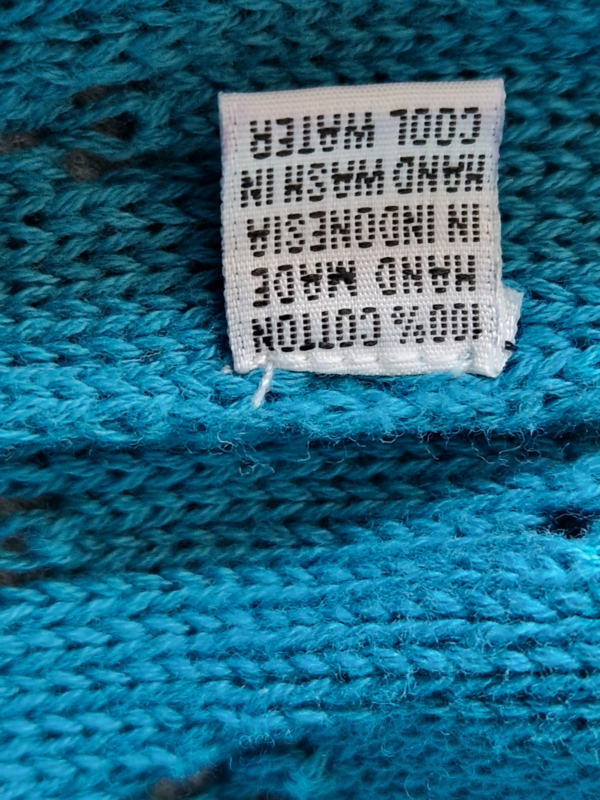 100% COTTON
HAND MADE
IN INDONESIA
HAND WASH IN
COOL WATER